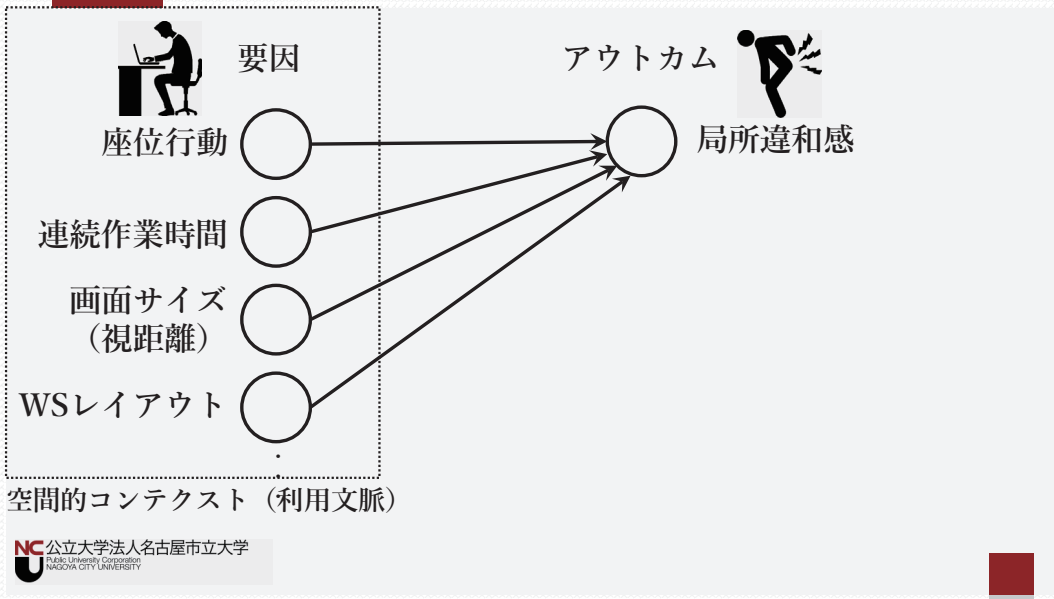 要因
アウトカム
座位行動
局所違和感
連続作業時間
画面サイズ
（視距離）
WSレイアウト
空間的コンテクスト（利用文脈）
NCU
公立大学法人名古屋市立大学
Public University Corporation
NAGOYA CITY UNIVERSITY